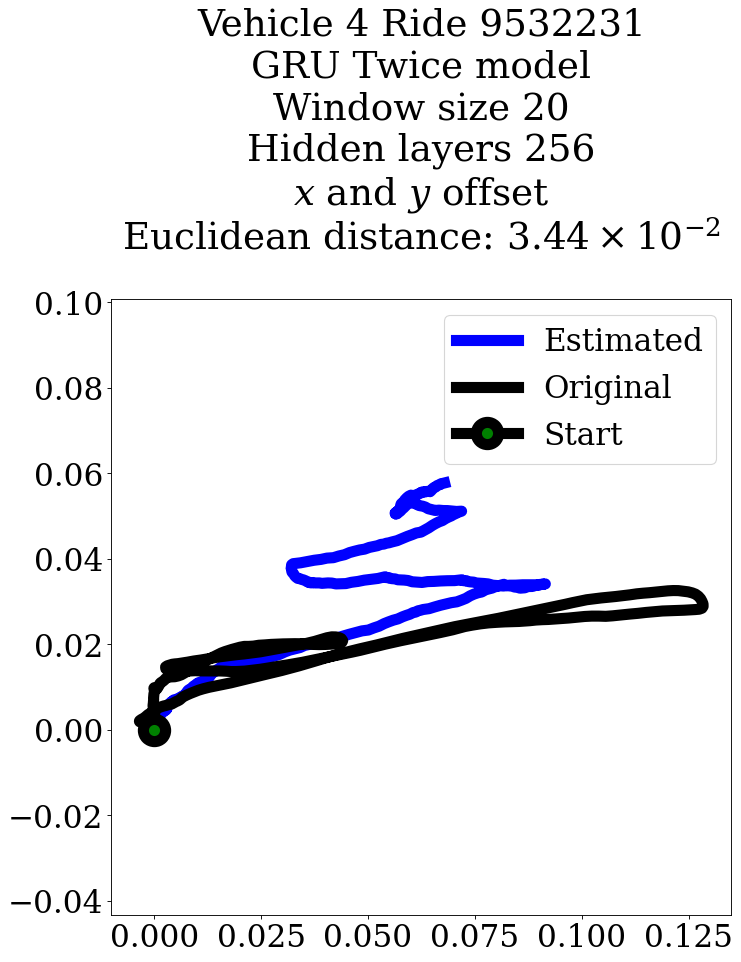 Vehicle 4 Ride 9532231
GRU Twice model
Window size 20
Hidden layers 256
x and y offset
Euclidean distance: 3.44 × 10⁻²
0.10
0.08
0.06
0.04
0.02
0.00
−0.02
−0.04
Estimated
Original
Start
0.000 0.025 0.050 0.075 0.100 0.125